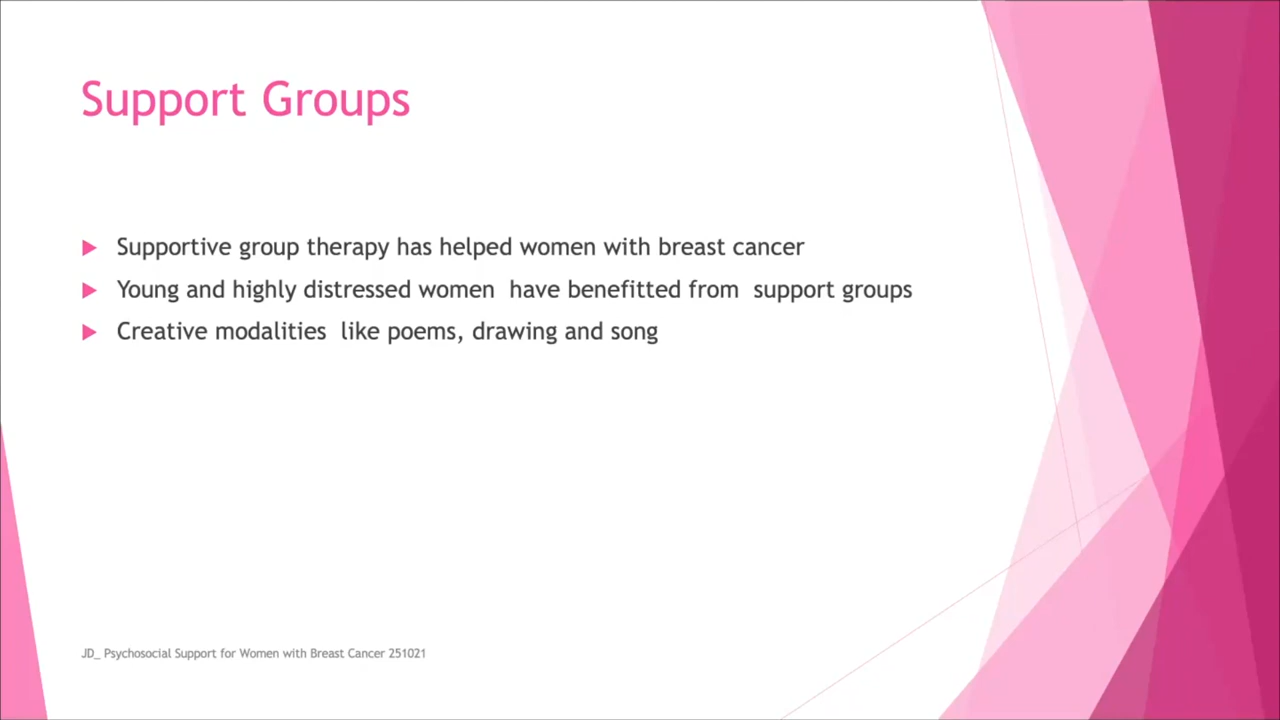 Support Groups
Supportive group therapy has helped women with breast cancer
Young and highly distressed women  have benefitted from  support groups
Creative modalities  like poems, drawing and song
JD_ Psychosocial Support for Women with Breast Cancer 251021